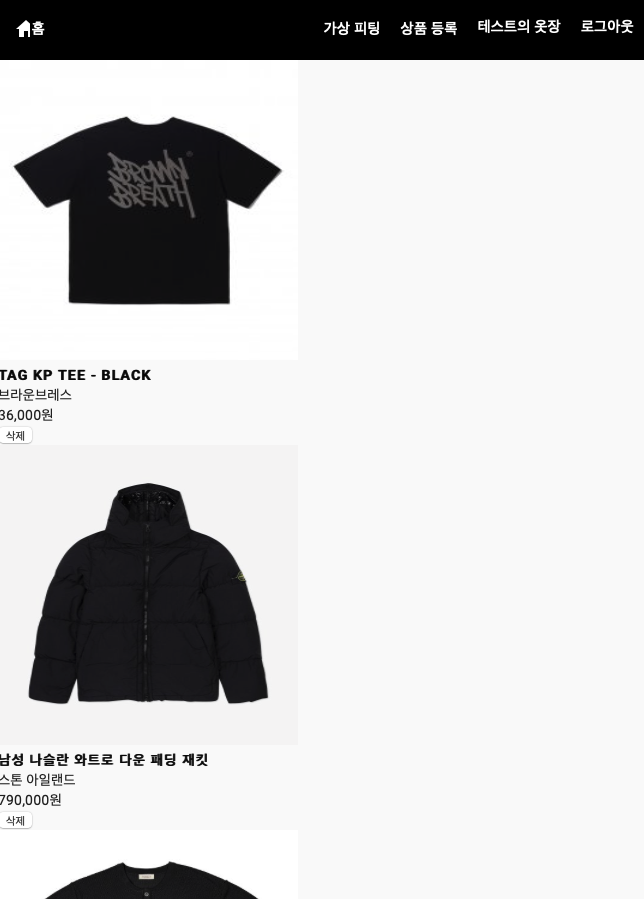 홈
가상 피팅
상품 등록
테스트의 옷장
로그아웃
BROWN
BREATH
TAG KP TEE - BLACK
브라운브레스
36,000원
삭제
남성 나슬란 와트로 다운 패딩 재킷
스톤 아일랜드
790,000원
삭제